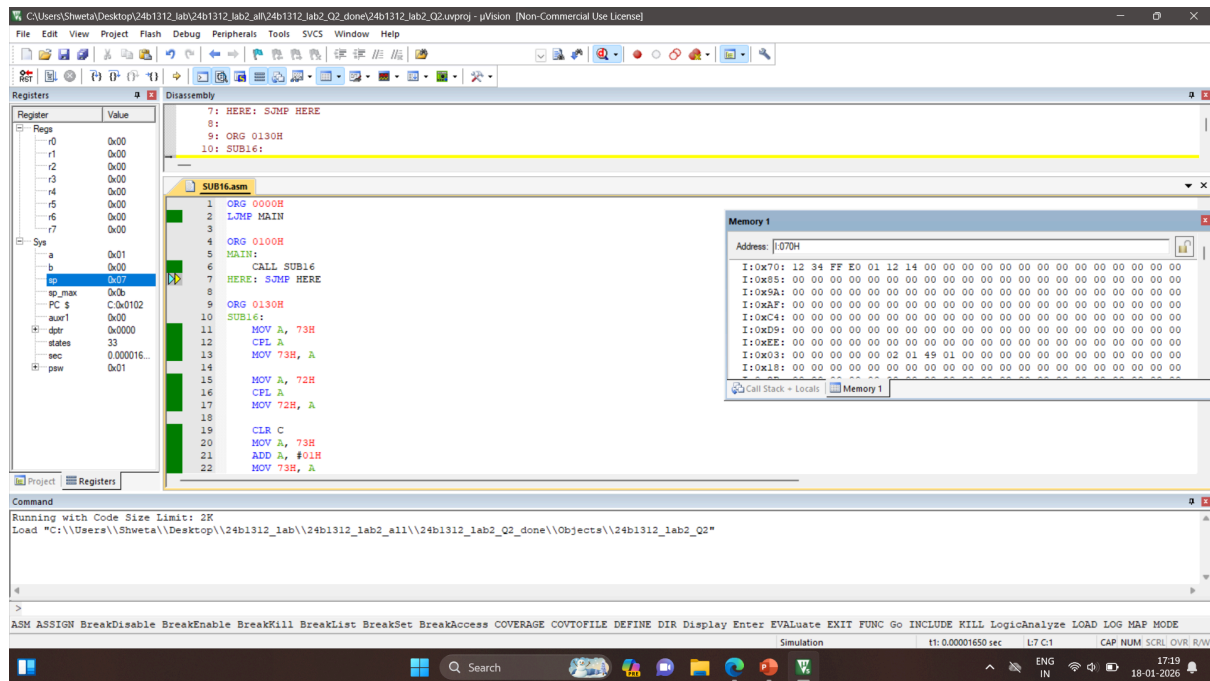 C:\Users\Shweta\Desktop\24b1312_lab\24b1312_lab2_all\24b1312_lab2_Q2_done\24b1312_lab2_Q2.uvproj - µVision [Non-Commercial Use License]
File Edit View Project Flash Debug Peripherals Tools SVCS Window Help
RST
Registers
Register Value
Regs
r0 0x00
r1 0x00
r2 0x00
r3 0x00
r4 0x00
r5 0x00
r6 0x00
r7 0x00
Sys
a 0x01
b 0x00
sp 0x07
sp_max 0x0b
PC $ C:0x0102
auxr1 0x00
dptr 0x0000
states 33
sec 0.000016...
psw 0x01
Project Registers
Disassembly
7: HERE: SJMP HERE
8:
9: ORG 0130H
10: SUB16:
SUB16.asm
1 ORG 0000H
2 LJMP MAIN
3
4 ORG 0100H
5 MAIN:
6 CALL SUB16
7 HERE: SJMP HERE
8
9 ORG 0130H
10 SUB16:
11 MOV A, 73H
12 CPL A
13 MOV 73H, A
14
15 MOV A, 72H
16 CPL A
17 MOV 72H, A
18
19 CLR C
20 MOV A, 73H
21 ADD A, #01H
22 MOV 73H, A
Memory 1
Address: I:070H
I:0x70: 12 34 FF E0 01 12 14 00 00 00 00 00 00 00 00 00 00 00 00 00 00
I:0x85: 00 00 00 00 00 00 00 00 00 00 00 00 00 00 00 00 00 00 00 00 00
I:0x9A: 00 00 00 00 00 00 00 00 00 00 00 00 00 00 00 00 00 00 00 00 00
I:0xAF: 00 00 00 00 00 00 00 00 00 00 00 00 00 00 00 00 00 00 00 00 00
I:0xC4: 00 00 00 00 00 00 00 00 00 00 00 00 00 00 00 00 00 00 00 00 00
I:0xD9: 00 00 00 00 00 00 00 00 00 00 00 00 00 00 00 00 00 00 00 00 00
I:0xEE: 00 00 00 00 00 00 00 00 00 00 00 00 00 00 00 00 00 00 00 00 00
I:0x03: 00 00 00 00 00 02 01 49 01 00 00 00 00 00 00 00 00 00 00 00 00
I:0x18: 00 00 00 00 00 00 00 00 00 00 00 00 00 00 00 00 00 00 00 00 00
Call Stack + Locals Memory 1
Command
Running with Code Size Limit: 2K
Load "C:\\Users\\Shweta\\Desktop\\24b1312_lab\\24b1312_lab2_all\\24b1312_lab2_Q2_done\\Objects\\24b1312_lab2_Q2"
>
ASM ASSIGN BreakDisable BreakEnable BreakKill BreakList BreakSet BreakAccess COVERAGE COVTOFILE DEFINE DIR Display Enter EVALuate EXIT FUNC Go INCLUDE KILL LogicAnalyze LOAD LOG MAP MODE
Simulation t1: 0.00001650 sec L:7 C:1 CAP NUM SCRL OVR R/W
Search
PRE
ENG
IN
17:19
18-01-2026